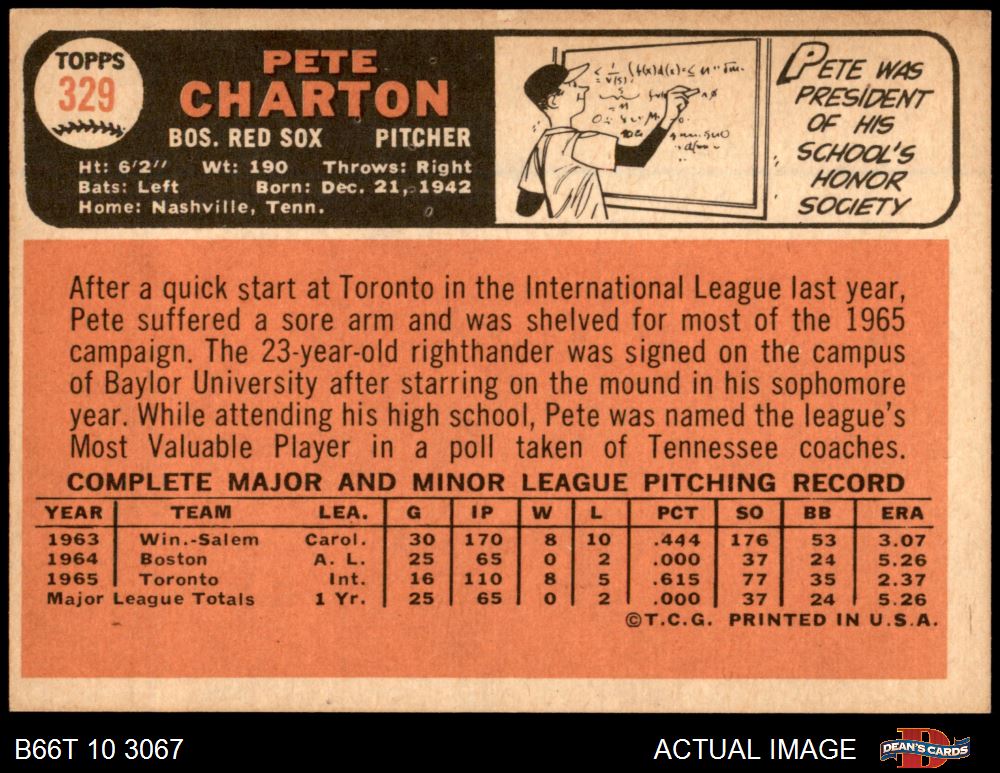 TOPPS
329
PETE
CHARTON
BOS. RED SOX PITCHER
Ht: 6'2" Wt: 190 Throws: Right
Bats: Left Born: Dec. 21, 1942
Home: Nashville, Tenn.
PETE WAS
PRESIDENT
OF HIS
SCHOOL'S
HONOR
SOCIETY
After a quick start at Toronto in the International League last year,
Pete suffered a sore arm and was shelved for most of the 1965
campaign. The 23-year-old righthander was signed on the campus
of Baylor University after starring on the mound in his sophomore
year. While attending his high school, Pete was named the league's
Most Valuable Player in a poll taken of Tennessee coaches.
COMPLETE MAJOR AND MINOR LEAGUE PITCHING RECORD
YEAR TEAM LEA. G IP W L PCT SO BB ERA
1963 Win.-Salem Carol. 30 170 8 10 .444 176 53 3.07
1964 Boston A. L. 25 65 0 2 .000 37 24 5.26
1965 Toronto Int. 16 110 8 5 .615 77 35 2.37
Major League Totals 1 Yr. 25 65 0 2 .000 37 24 5.26
©T.C.G. PRINTED IN U.S.A.
B66T 10 3067 ACTUAL IMAGE DEAN'S CARDS